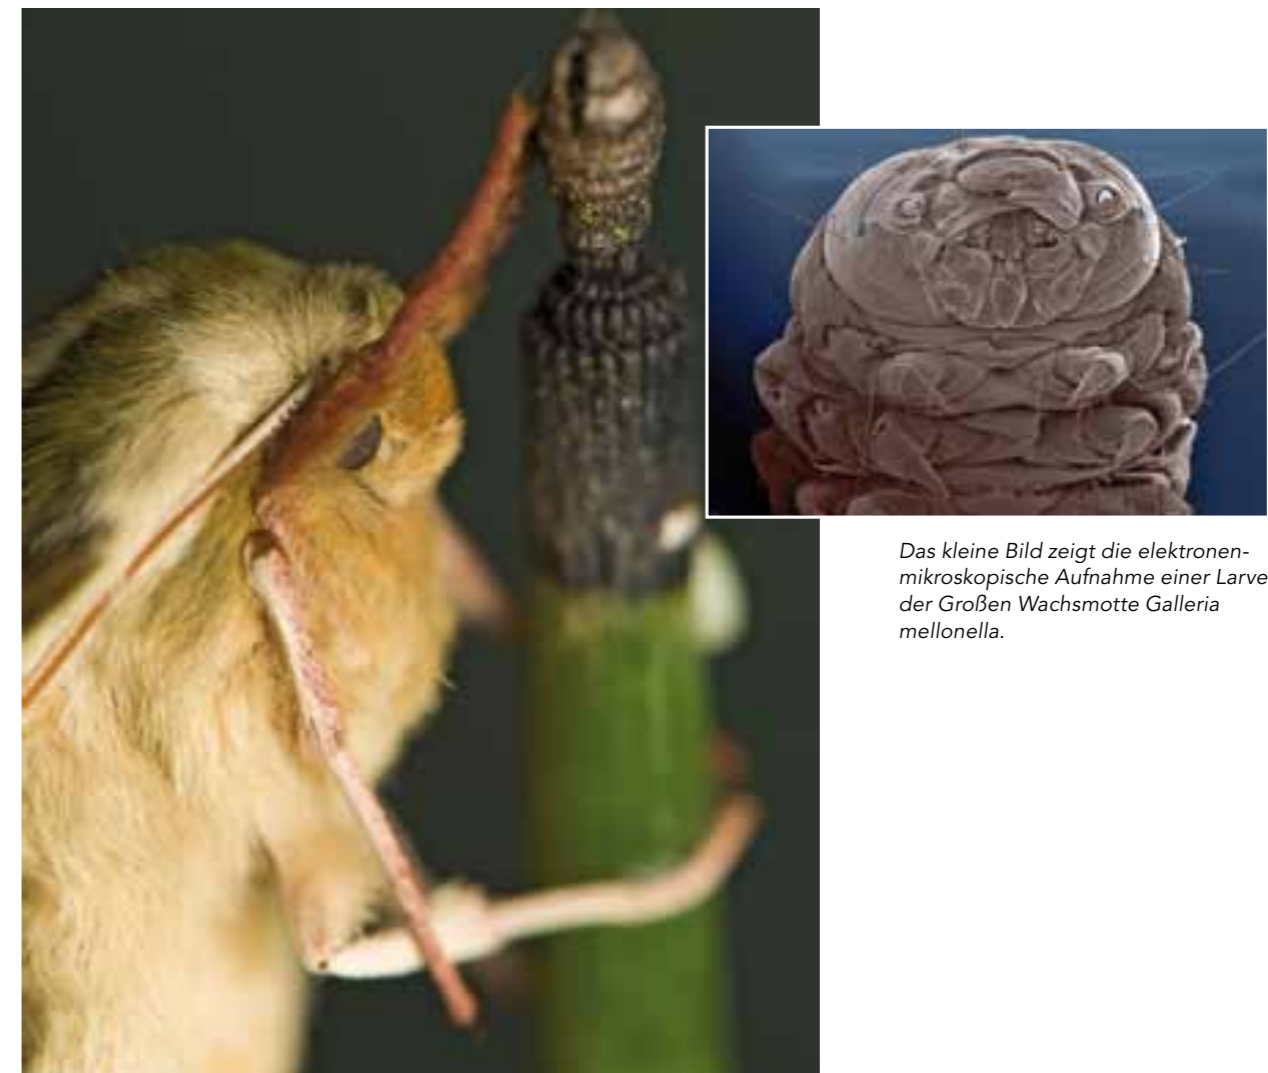 Das kleine Bild zeigt die elektronen-
mikroskopische Aufnahme einer Larve
der Großen Wachsmotte Galleria
mellonella.